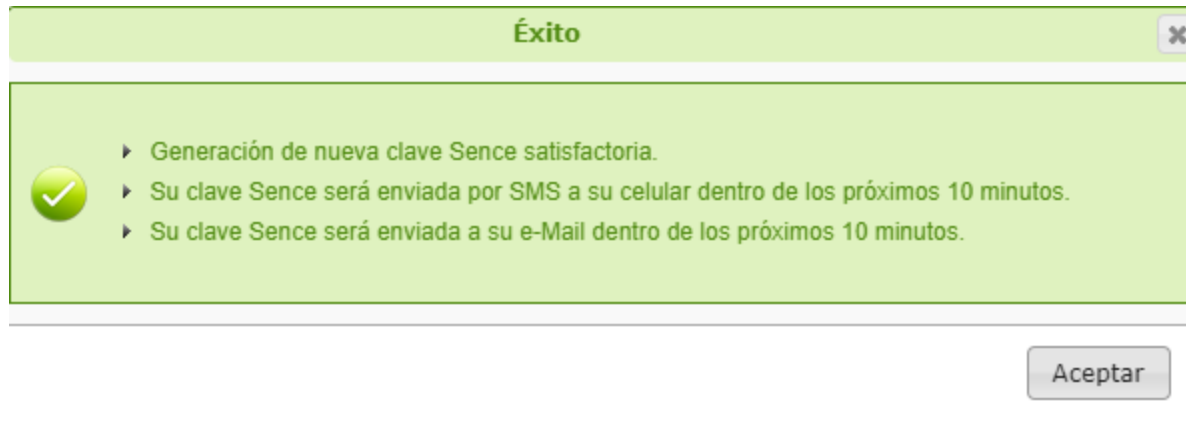 Éxito
Generación de nueva clave Sence satisfactoria.
Su clave Sence será enviada por SMS a su celular dentro de los próximos 10 minutos.
Su clave Sence será enviada a su e-Mail dentro de los próximos 10 minutos.
Aceptar